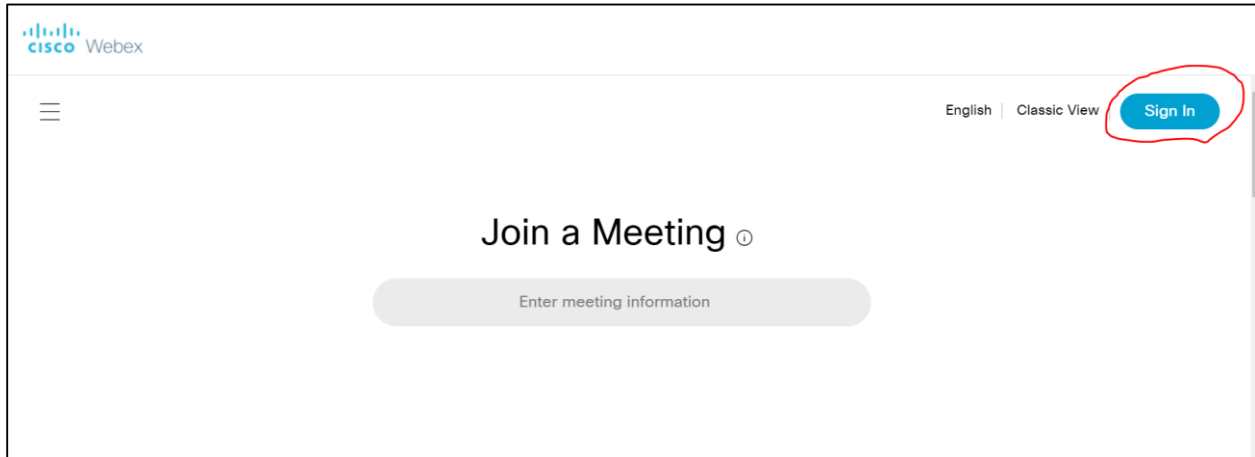 CISCO Webex
English Classic View Sign In
Join a Meeting
Enter meeting information